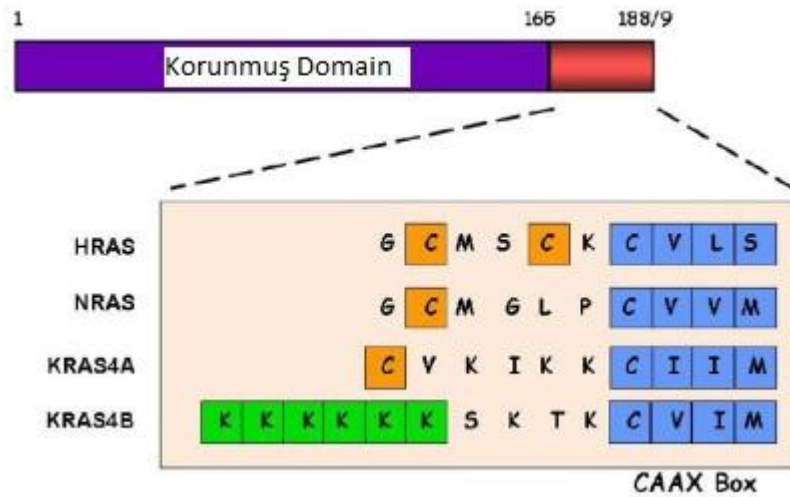 1 165 188/9
Korunmuş Domain
HRAS G C M S C K C V L S
NRAS G C M G L P C V V M
KRAS4A C V K I K K C I I M
KRAS4B K K K K K K S K T K C V I M
CAAX Box